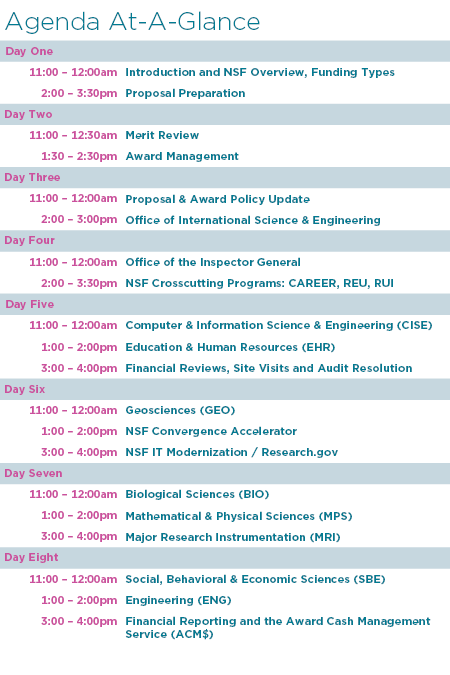 Agenda At-A-Glance
Day One
11:00 – 12:00am Introduction and NSF Overview, Funding Types
2:00 – 3:30pm Proposal Preparation
Day Two
11:00 – 12:30am Merit Review
1:30 – 2:30pm Award Management
Day Three
11:00 – 12:00am Proposal & Award Policy Update
2:00 – 3:00pm Office of International Science & Engineering
Day Four
11:00 – 12:00am Office of the Inspector General
2:00 – 3:30pm NSF Crosscutting Programs: CAREER, REU, RUI
Day Five
11:00 – 12:00am Computer & Information Science & Engineering (CISE)
1:00 – 2:00pm Education & Human Resources (EHR)
3:00 – 4:00pm Financial Reviews, Site Visits and Audit Resolution
Day Six
11:00 – 12:00am Geosciences (GEO)
1:00 – 2:00pm NSF Convergence Accelerator
3:00 – 4:00pm NSF IT Modernization / Research.gov
Day Seven
11:00 – 12:00am Biological Sciences (BIO)
1:00 – 2:00pm Mathematical & Physical Sciences (MPS)
3:00 – 4:00pm Major Research Instrumentation (MRI)
Day Eight
11:00 – 12:00am Social, Behavioral & Economic Sciences (SBE)
1:00 – 2:00pm Engineering (ENG)
3:00 – 4:00pm Financial Reporting and the Award Cash Management
Service (ACM$)